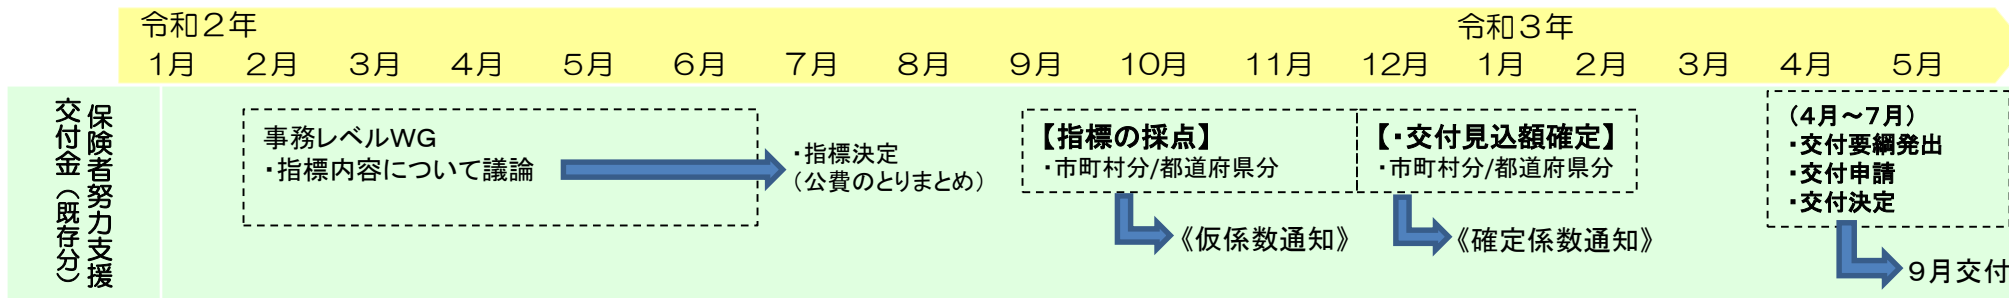 令和２年
令和３年
１月 ２月 ３月 ４月 ５月 ６月 ７月 ８月 ９月 10月 11月 12月 １月 ２月 ３月 ４月 ５月
保険者努力支援
交付金（既存分）
事務レベルWG
・指標内容について議論
・指標決定
（公費のとりまとめ）
【指標の採点】
・市町村分/都道府県分
《仮係数通知》
【・交付見込額確定】
・市町村分/都道府県分
《確定係数通知》
（４月～７月）
・交付要綱発出
・交付申請
・交付決定
９月交付